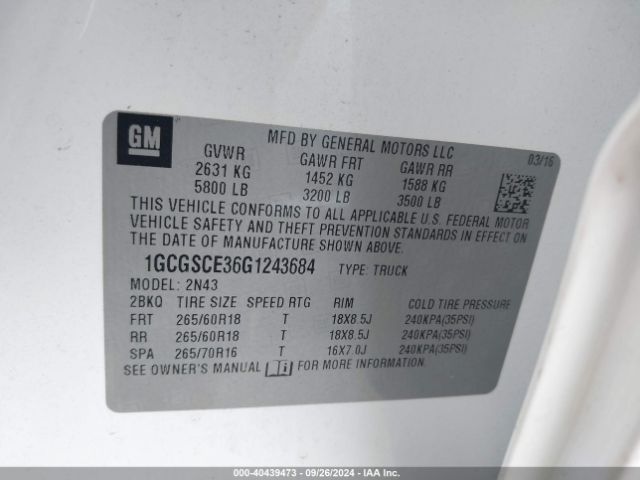 GM
MFD BY GENERAL MOTORS LLC
03/16
GVWR GAWR FRT GAWR RR
2631 KG 1452 KG 1588 KG
5800 LB 3200 LB 3500 LB
THIS VEHICLE CONFORMS TO ALL APPLICABLE U.S. FEDERAL MOTOR
VEHICLE SAFETY AND THEFT PREVENTION STANDARDS IN EFFECT ON
THE DATE OF MANUFACTURE SHOWN ABOVE.
1GCGSCE36G1243684 TYPE: TRUCK
MODEL: 2N43
2BKQ TIRE SIZE SPEED RTG RIM COLD TIRE PRESSURE
FRT 265/60R18 T 18X8.5J 240KPA(35PSI)
RR 265/60R18 T 18X8.5J 240KPA(35PSI)
SPA 265/70R16 T 16X7.0J 240KPA(35PSI)
SEE OWNER'S MANUAL i FOR MORE INFORMATION.
000-40439473 - 09/26/2024 - IAA Inc.